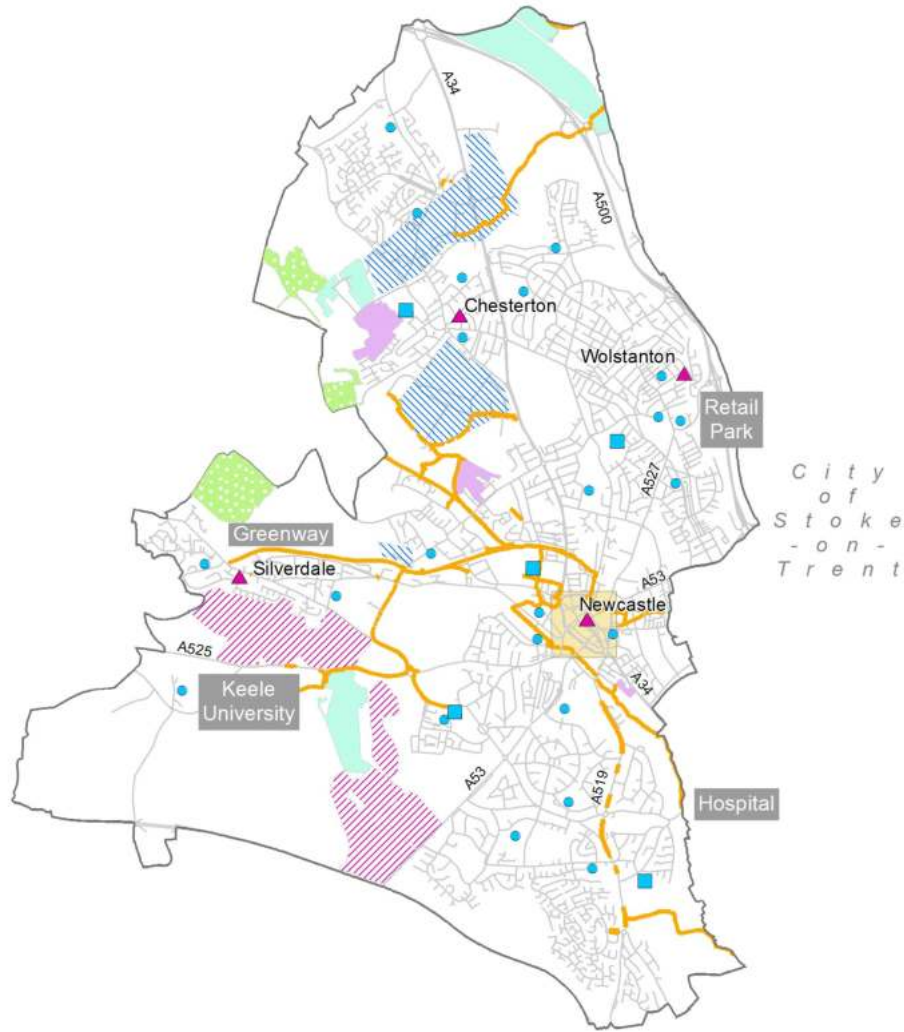 A34
A500
Chesterton
Wolstanton
Retail
Park
A527
City
of
Stoke
-on-
Trent
Greenway
Silverdale
A53
Newcastle
A525
Keele
University
A34
A53
A519
Hospital